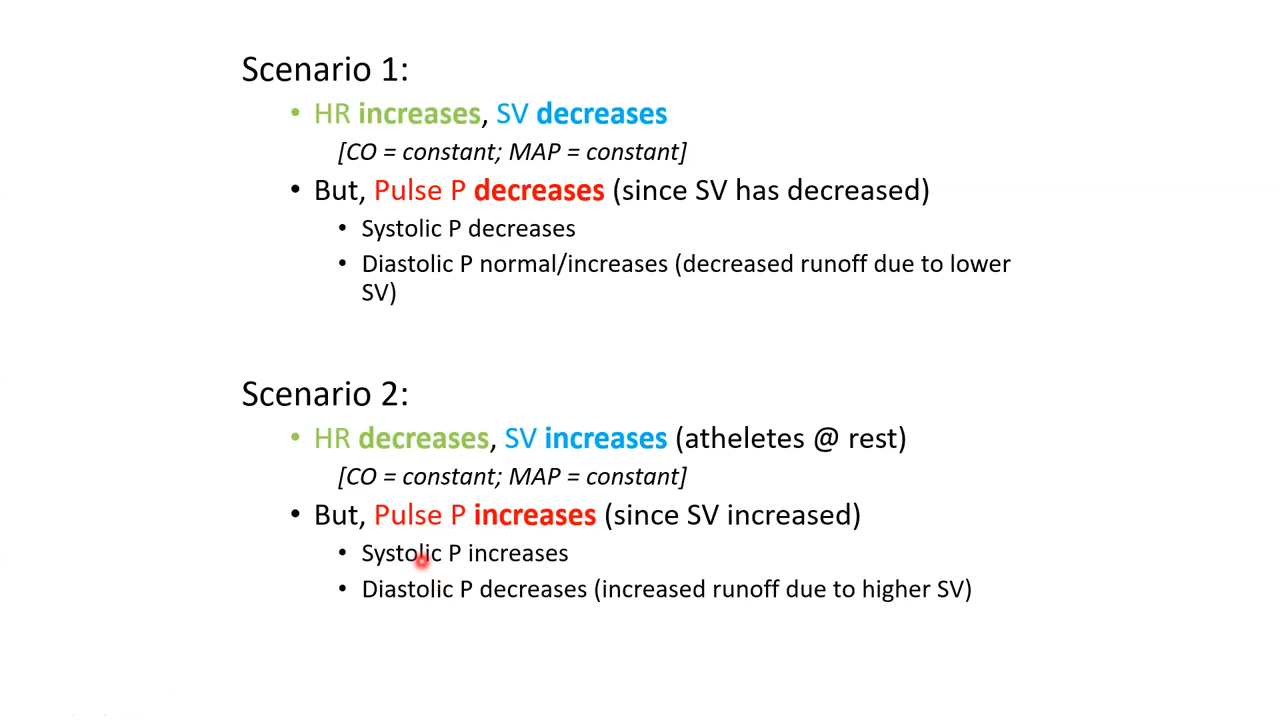 Scenario 1:
• HR increases, SV decreases
[CO = constant; MAP = constant]
• But, Pulse P decreases (since SV has decreased)
• Systolic P decreases
• Diastolic P normal/increases (decreased runoff due to lower
SV)
Scenario 2:
• HR decreases, SV increases (atheletes @ rest)
[CO = constant; MAP = constant]
• But, Pulse P increases (since SV increased)
• Systolic P increases
• Diastolic P decreases (increased runoff due to higher SV)